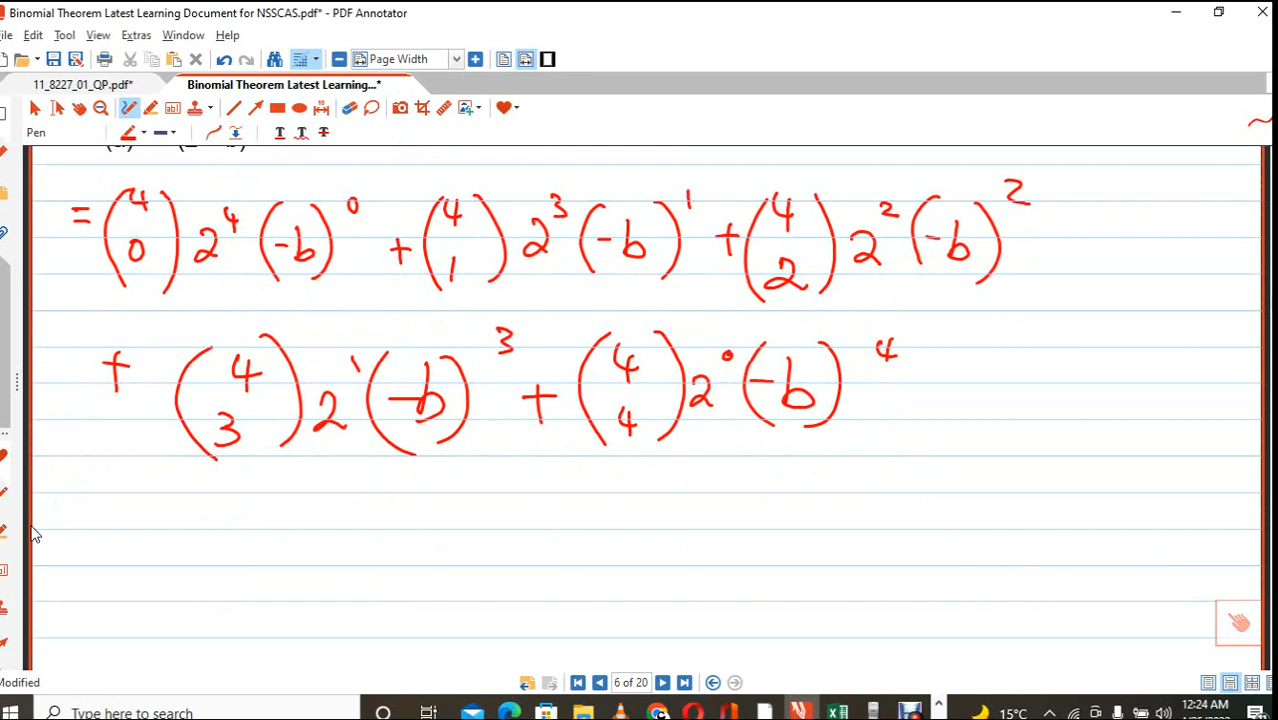 Binomial Theorem Latest Learning Document for NSSCAS.pdf* - PDF Annotator
ile Edit Tool View Extras Window Help
Page Width
11_8227_01_QP.pdf* Binomial Theorem Latest Learning...*
Pen
= (4 0) 2^4 (-b)^0 + (4 1) 2^3 (-b)^1 + (4 2) 2^2 (-b)^2
+ (4 3) 2^1 (-b)^3 + (4 4) 2^0 (-b)^4
Modified 6 of 20
Type here to search 15°C 12:24 AM